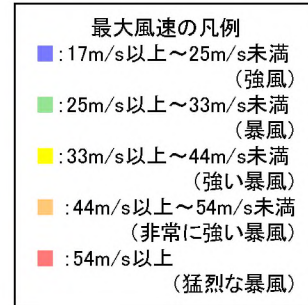 最大風速の凡例
:17m/s以上～25m/s未満
(強風)
:25m/s以上～33m/s未満
(暴風)
:33m/s以上～44m/s未満
(強い暴風)
:44m/s以上～54m/s未満
(非常に強い暴風)
:54m/s以上
(猛烈な暴風)